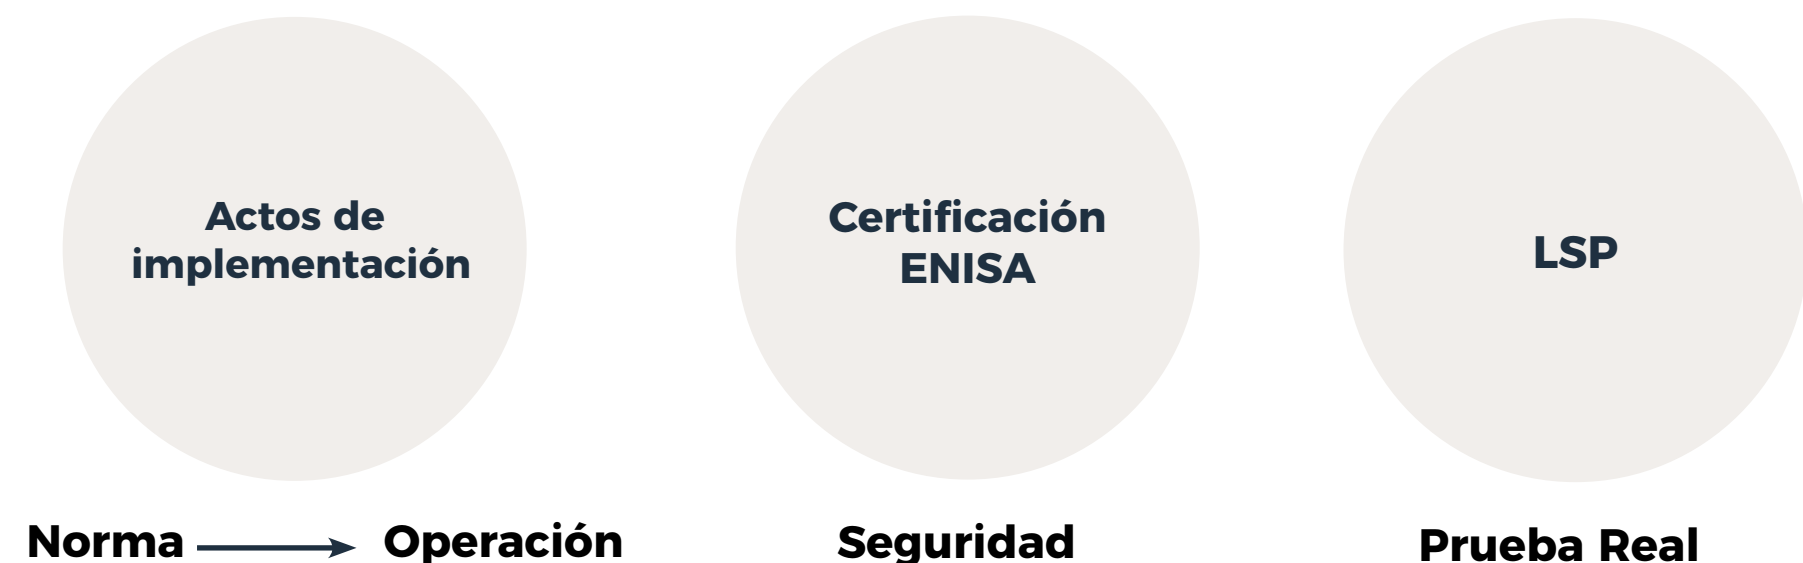 Actos de
implementación
Certificación
ENISA
LSP
Norma Operación
Seguridad
Prueba Real